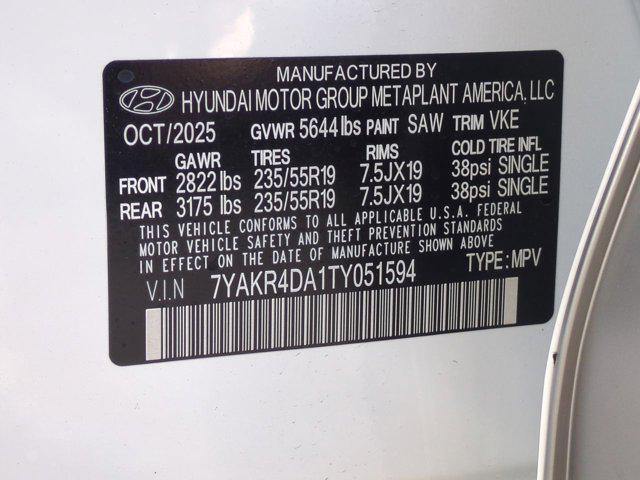 MANUFACTURED BY
HYUNDAI MOTOR GROUP METAPLANT AMERICA, LLC
OCT/2025 GVWR 5644 lbs PAINT SAW TRIM VKE
GAWR TIRES RIMS COLD TIRE INFL
FRONT 2822 lbs 235/55R19 7.5JX19 38psi SINGLE
REAR 3175 lbs 235/55R19 7.5JX19 38psi SINGLE
THIS VEHICLE CONFORMS TO ALL APPLICABLE U.S.A. FEDERAL
MOTOR VEHICLE SAFETY AND THEFT PREVENTION STANDARDS
IN EFFECT ON THE DATE OF MANUFACTURE SHOWN ABOVE.
V.I.N 7YAKR4DA1TY051594 TYPE : MPV